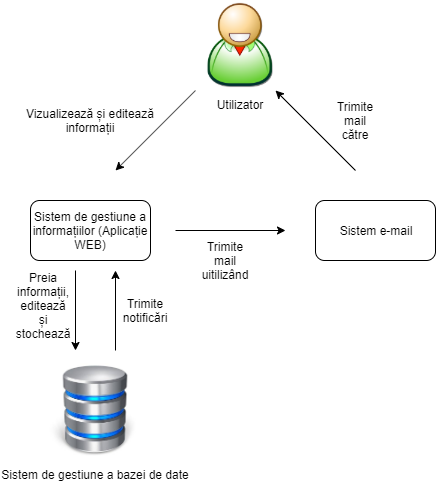 Utilizator
Vizualizează și editează
informații
Trimite
mail
către
Sistem de gestiune a
informațiilor (Aplicație
WEB)
Trimite
mail
uitilizând
Sistem e-mail
Preia
informații,
editează
și
stochează
Trimite
notificări
Sistem de gestiune a bazei de date